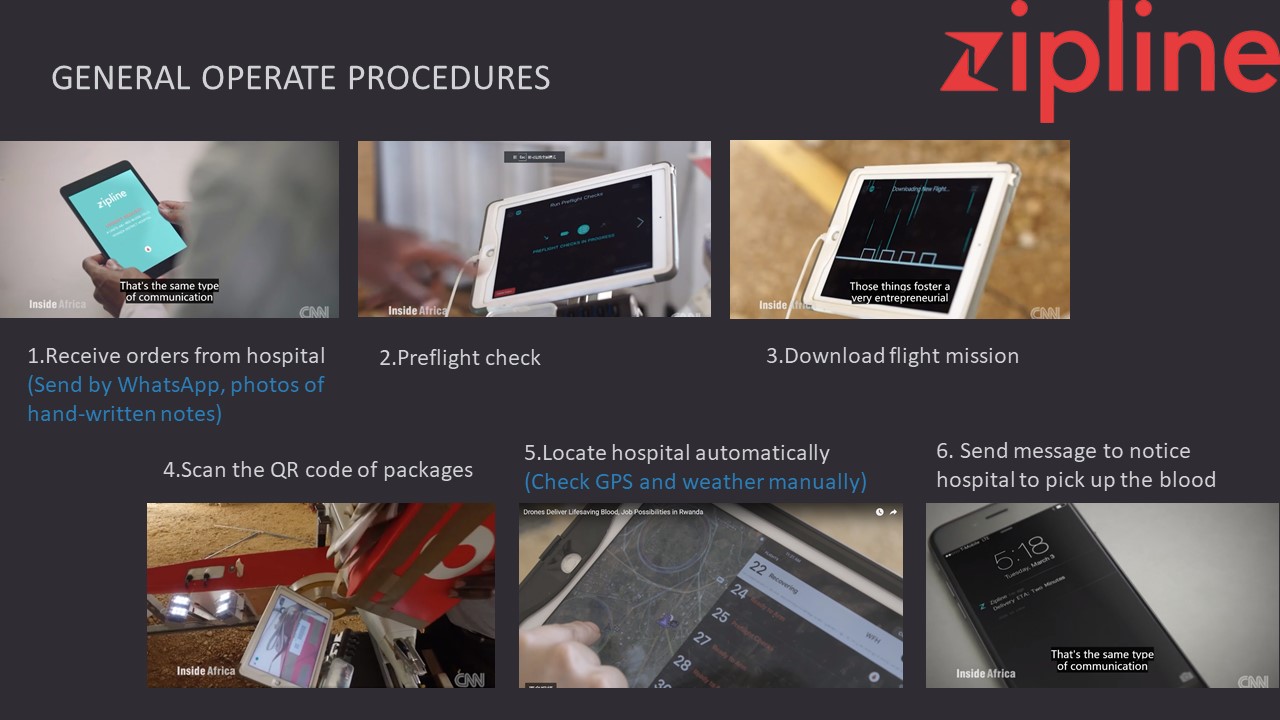 zipline
GENERAL OPERATE PROCEDURES
zipline
That's the same type
of communication
Inside Africa
CNN
Run Preflight Checks
PREFLIGHT CHECKS IN PROGRESS
Inside Africa
Downloading New Flight...
Those things foster a
very entrepreneurial
Inside Africa
CNN
1.Receive orders from hospital
(Send by WhatsApp, photos of
hand-written notes)
2.Preflight check
3.Download flight mission
4.Scan the QR code of packages
5.Locate hospital automatically
(Check GPS and weather manually)
6. Send message to notice
hospital to pick up the blood
Inside Africa
CNN
Drones Deliver Lifesaving Blood, Job Possibilities in Rwanda
22 Recovering
24
25
27
28
30
WFH
T-Mobile
5:18
Tuesday, March 3
Zipline
Delivery ETA: Two Minutes
That's the same type
of communication
Inside Africa
CNN